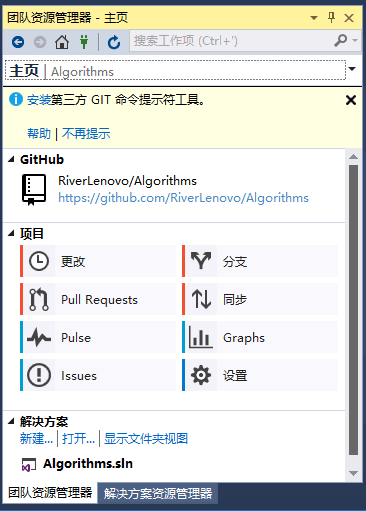 团队资源管理器 - 主页
搜索工作项 (Ctrl+')
主页 | Algorithms
安装第三方 GIT 命令提示符工具。
帮助 | 不再提示
GitHub
RiverLenovo/Algorithms
https://github.com/RiverLenovo/Algorithms
项目
更改 分支
Pull Requests 同步
Pulse Graphs
Issues 设置
解决方案
新建... | 打开... | 显示文件夹视图
Algorithms.sln
团队资源管理器 解决方案资源管理器